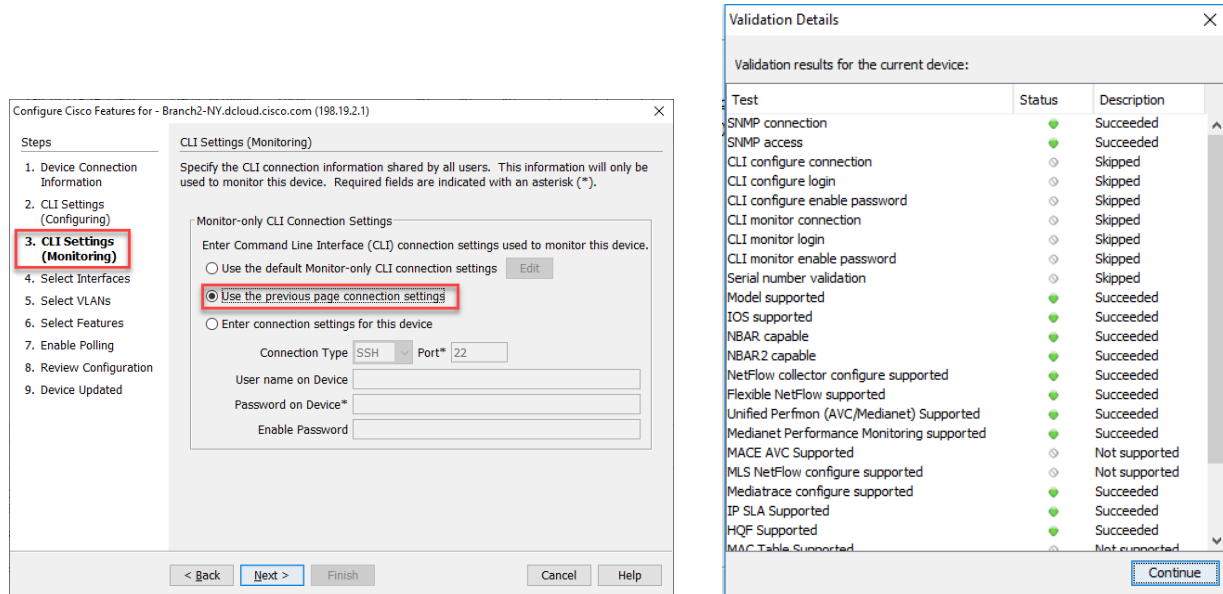 Configure Cisco Features for - Branch2-NY.dcloud.cisco.com (198.19.2.1)
Steps
1. Device Connection
Information
2. CLI Settings
(Configuring)
3. CLI Settings
(Monitoring)
4. Select Interfaces
5. Select VLANs
6. Select Features
7. Enable Polling
8. Review Configuration
9. Device Updated
CLI Settings (Monitoring)
Specify the CLI connection information shared by all users. This information will only be
used to monitor this device. Required fields are indicated with an asterisk (*).
Monitor-only CLI Connection Settings
Enter Command Line Interface (CLI) connection settings used to monitor this device.
Use the default Monitor-only CLI connection settings Edit
Use the previous page connection settings
Enter connection settings for this device
Connection Type SSH Port* 22
User name on Device
Password on Device*
Enable Password
< Back Next > Finish Cancel Help
Validation Details
Validation results for the current device:
Test Status Description
SNMP connection Succeeded
SNMP access Succeeded
CLI configure connection Skipped
CLI configure login Skipped
CLI configure enable password Skipped
CLI monitor connection Skipped
CLI monitor login Skipped
CLI monitor enable password Skipped
Serial number validation Skipped
Model supported Succeeded
IOS supported Succeeded
NBAR capable Succeeded
NBAR2 capable Succeeded
NetFlow collector configure supported Succeeded
Flexible NetFlow supported Succeeded
Unified Perfmon (AVC/Medianet) Supported Succeeded
Medianet Performance Monitoring supported Succeeded
MACE AVC Supported Not supported
MLS NetFlow configure supported Not supported
Mediatrace configure supported Succeeded
IP SLA Supported Succeeded
HQF Supported Succeeded
MAC Table Supported Not supported
Continue